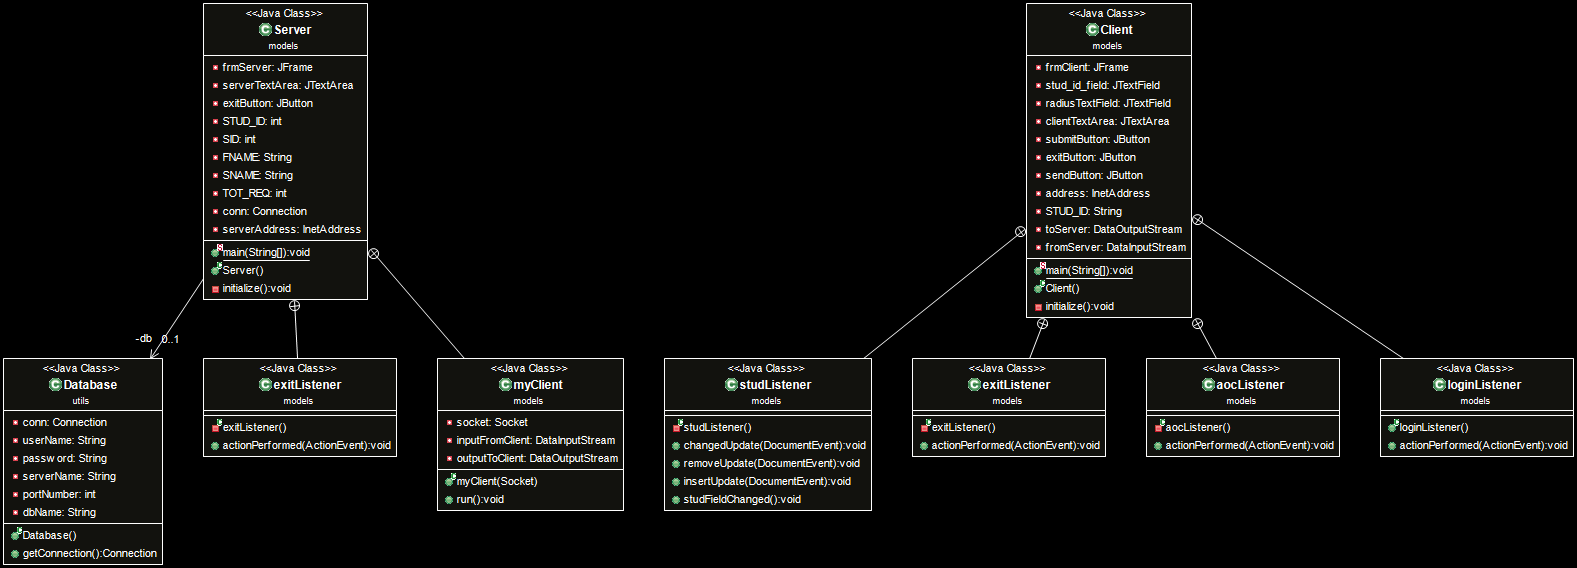 <<Java Class>>
Server
models
frmServer: JFrame
serverTextArea: JTextArea
exitButton: JButton
STUD_ID: int
SID: int
FNAME: String
SNAME: String
TOT_REQ: int
conn: Connection
serverAddress: InetAddress
main(String[]):void
Server()
initialize():void
<<Java Class>>
Client
models
frmClient: JFrame
stud_id_field: JTextField
radiusTextField: JTextField
clientTextArea: JTextArea
submitButton: JButton
exitButton: JButton
sendButton: JButton
address: InetAddress
STUD_ID: String
toServer: DataOutputStream
fromServer: DataInputStream
main(String[]):void
Client()
initialize():void
-db 0..1
<<Java Class>>
Database
utils
conn: Connection
userName: String
password: String
serverName: String
portNumber: int
dbName: String
Database()
getConnection():Connection
<<Java Class>>
exitListener
models
exitListener()
actionPerformed(ActionEvent):void
<<Java Class>>
myClient
models
socket: Socket
inputFromClient: DataInputStream
outputToClient: DataOutputStream
myClient(Socket)
run():void
<<Java Class>>
studListener
models
studListener()
changedUpdate(DocumentEvent):void
removeUpdate(DocumentEvent):void
insertUpdate(DocumentEvent):void
studFieldChanged():void
<<Java Class>>
exitListener
models
exitListener()
actionPerformed(ActionEvent):void
<<Java Class>>
aocListener
models
aocListener()
actionPerformed(ActionEvent):void
<<Java Class>>
loginListener
models
loginListener()
actionPerformed(ActionEvent):void